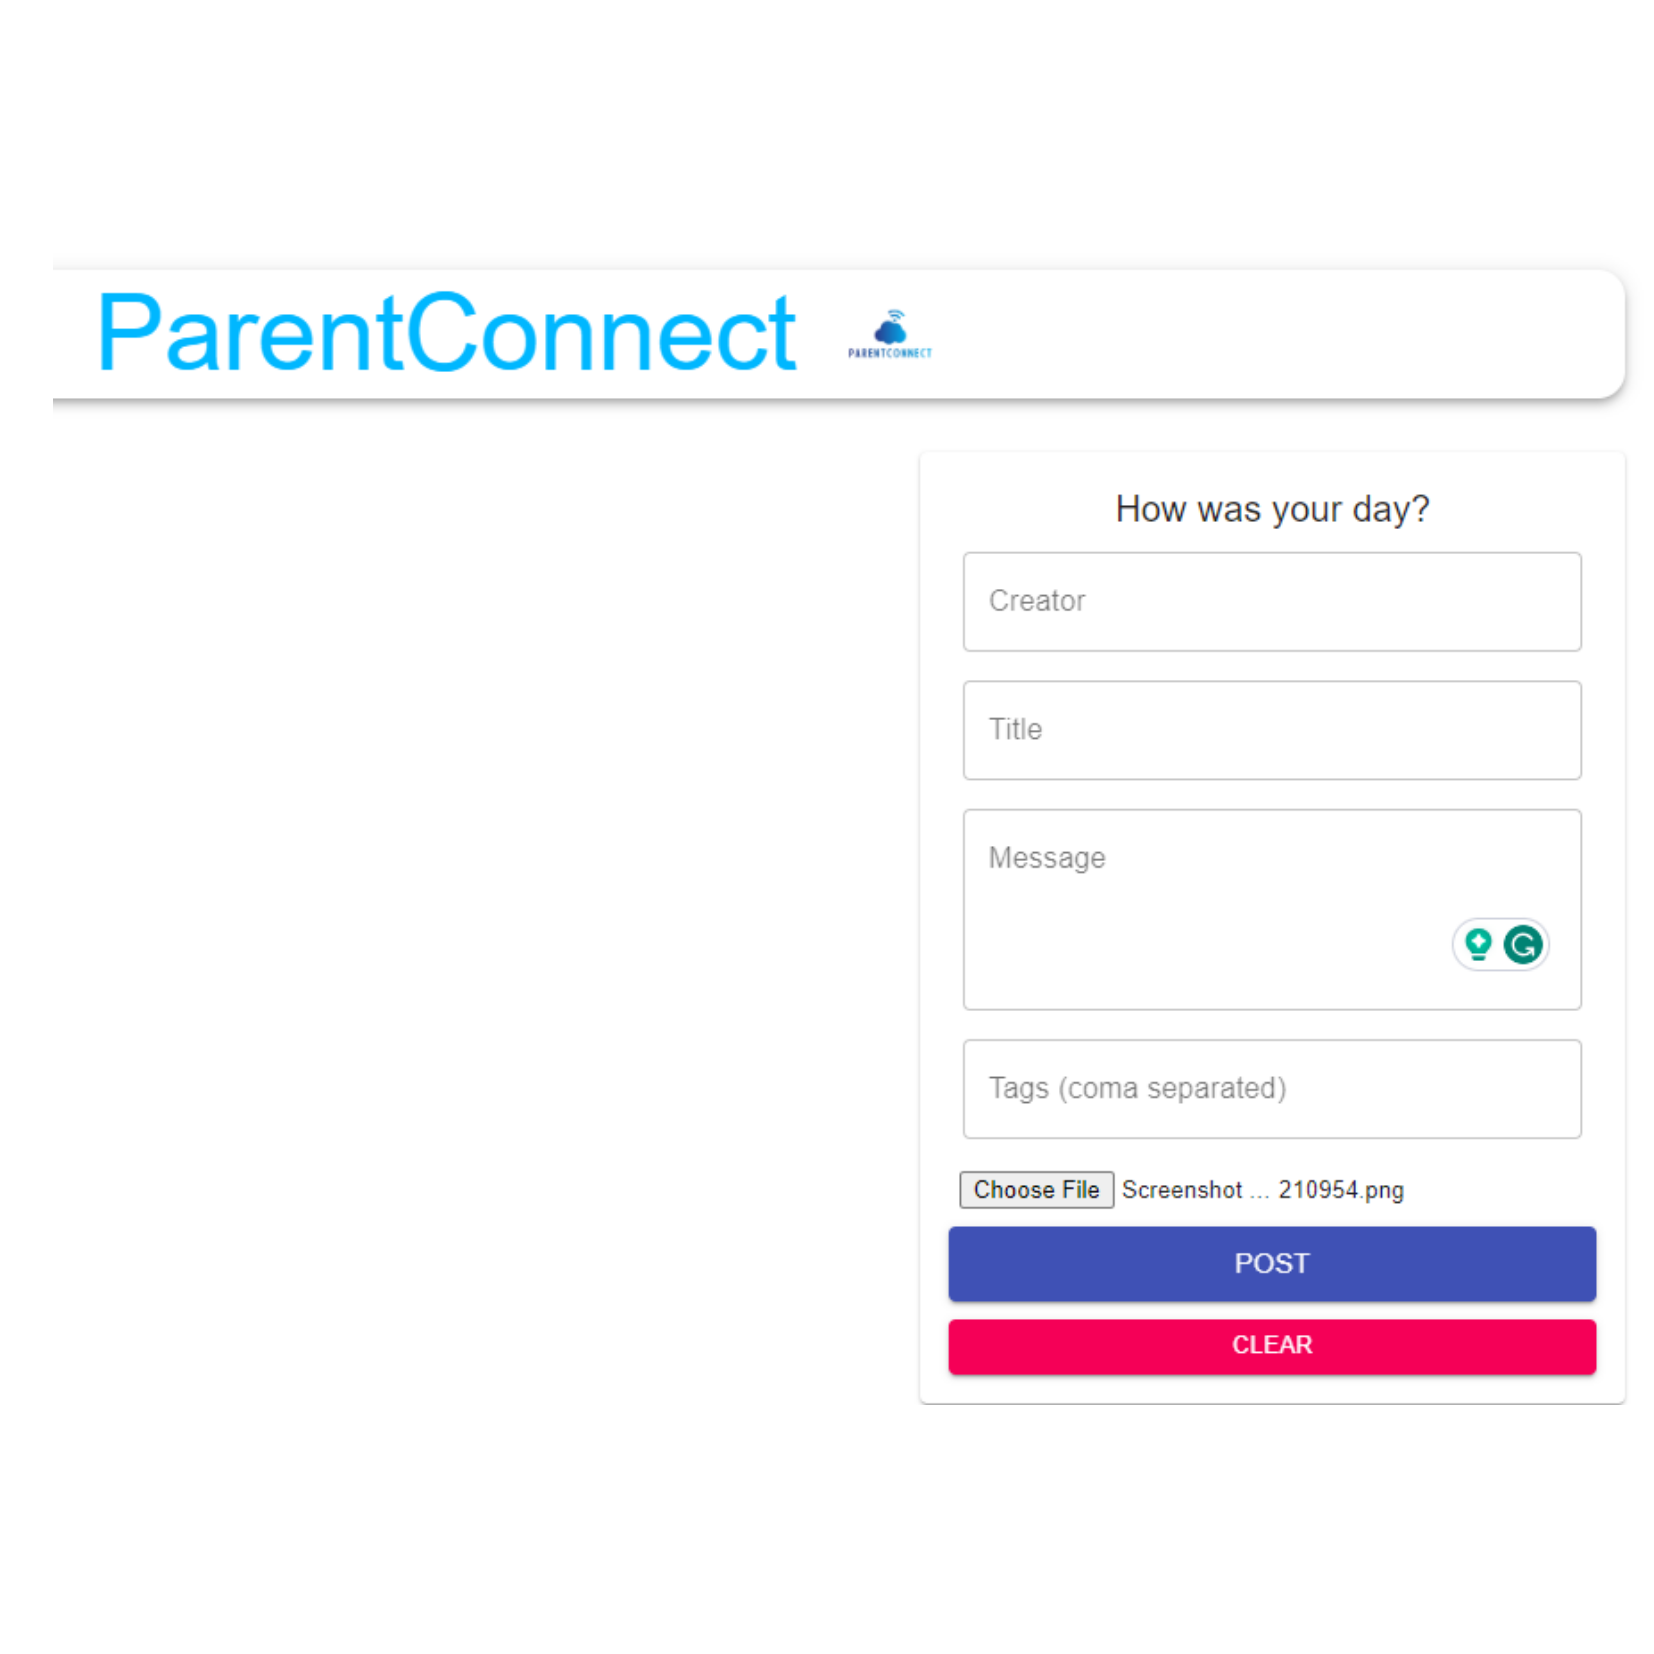 ParentConnect
PARENTCONNECT
How was your day?
Creator
Title
Message
Tags (coma separated)
Choose File Screenshot ... 210954.png
POST
CLEAR